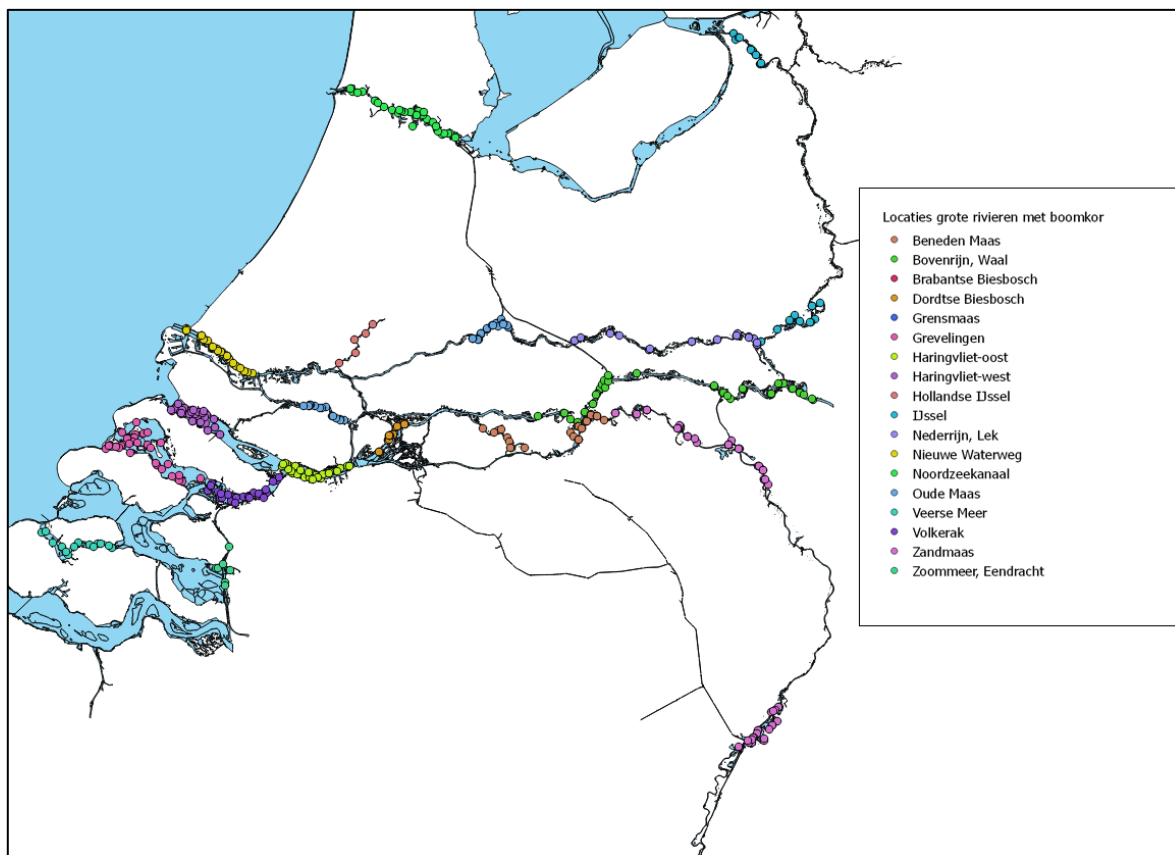 Locaties grote rivieren met boomkor
Beneden Maas
Bovenrijn, Waal
Brabantse Biesbosch
Dordtse Biesbosch
Grensmaas
Grevelingen
Haringvliet-oost
Haringvliet-west
Hollandse IJssel
IJssel
Nederrijn, Lek
Nieuwe Waterweg
Noordzeekanaal
Oude Maas
Veerse Meer
Volkerak
Zandmaas
Zoommeer, Eendracht